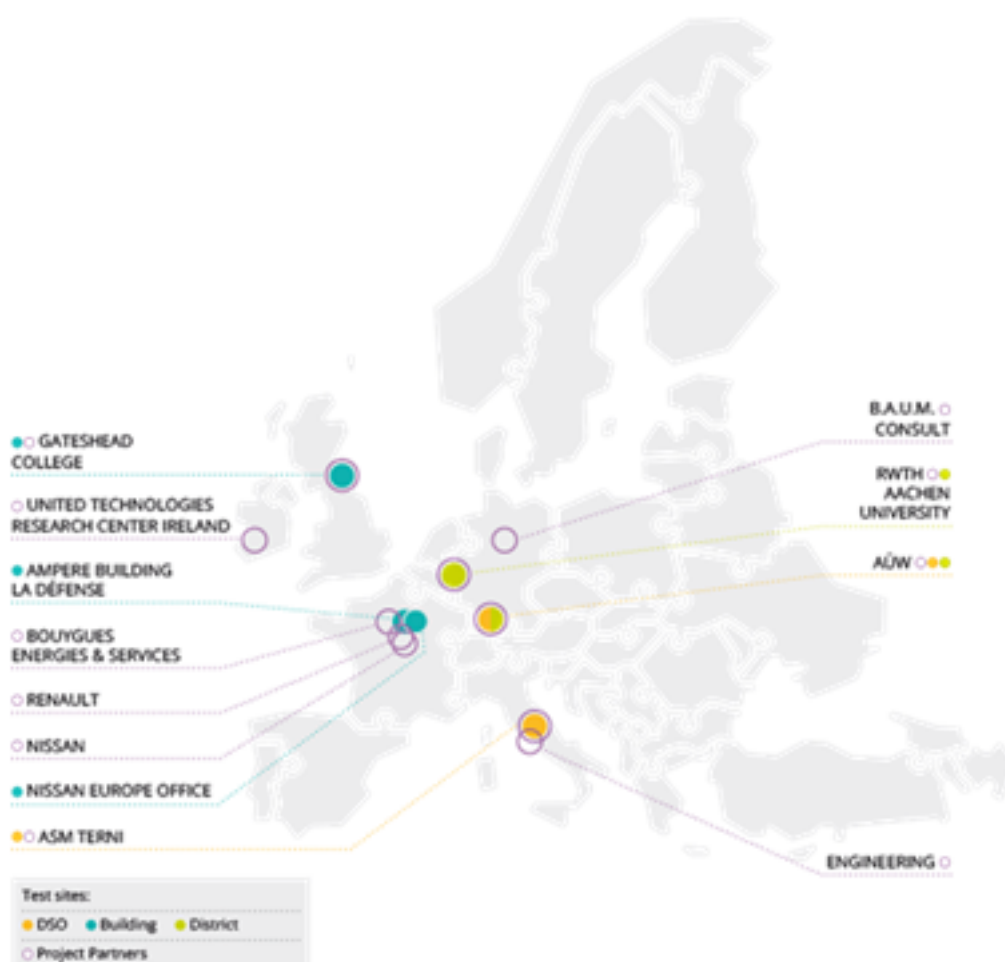 GATESHEAD
COLLEGE
UNITED TECHNOLOGIES
RESEARCH CENTER IRELAND
AMPERE BUILDING
LA DÉFENSE
BOUYGUES
ENERGIES & SERVICES
RENAULT
NISSAN
NISSAN EUROPE OFFICE
ASM TERNI
B.A.U.M.
CONSULT
RWTH
AACHEN
UNIVERSITY
AÜW
ENGINEERING
Test sites:
DSO Building District
Project Partners